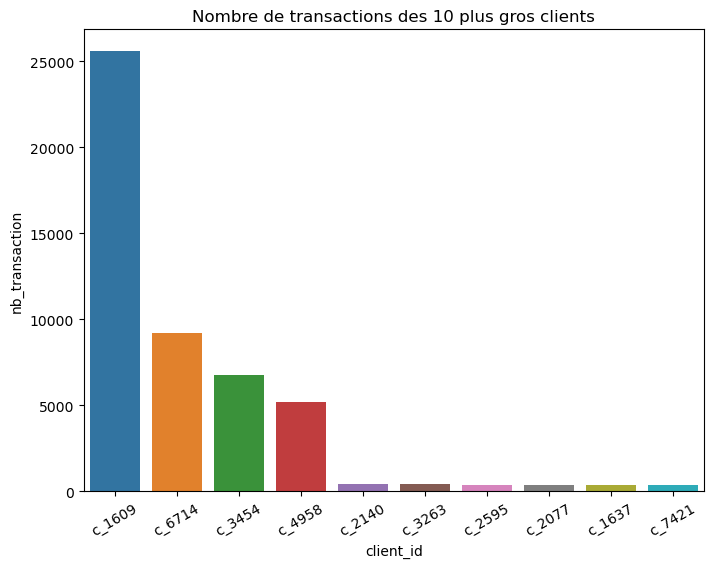 Nombre de transactions des 10 plus gros clients
nb_transaction
25000
20000
15000
10000
5000
0
c_1609 c_6714 c_3454 c_4958 c_2140 c_3263 c_2595 c_2077 c_1637 c_7421
client_id